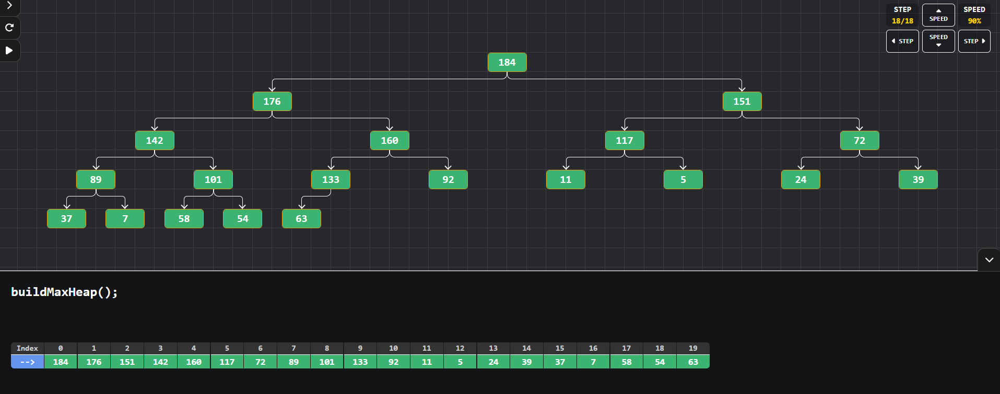 STEP
18/18
SPEED
SPEED
90%
STEP
SPEED
STEP
184
176 151
142 160 117 72
89 101 133 92 11 5 24 39
37 7 58 54 63
buildMaxHeap();
Index 0 1 2 3 4 5 6 7 8 9 10 11 12 13 14 15 16 17 18 19
--> 184 176 151 142 160 117 72 89 101 133 92 11 5 24 39 37 7 58 54 63